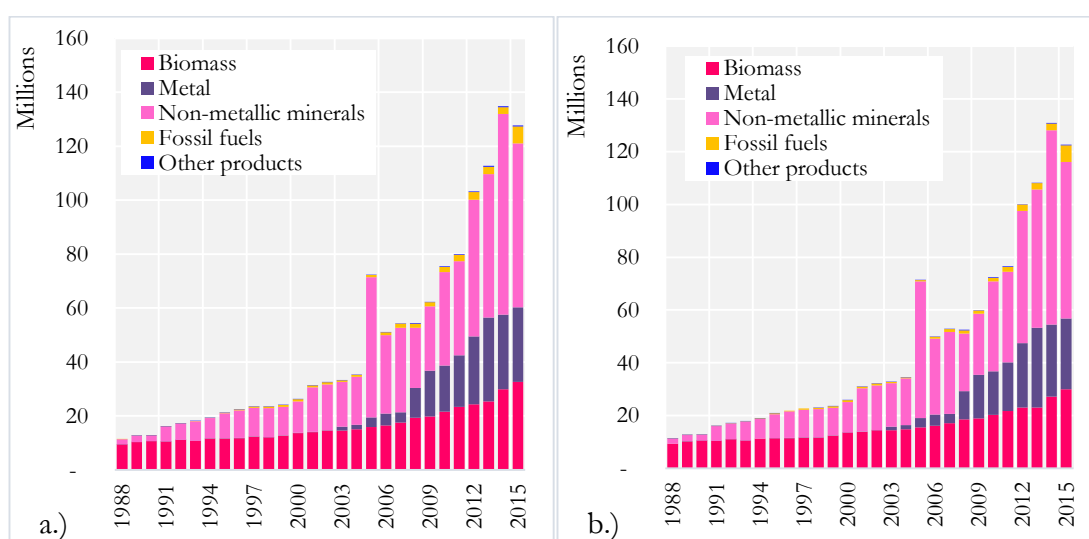 Millions
160
140
120
100
80
60
40
20
-
Biomass
Metal
Non-metallic minerals
Fossil fuels
Other products
1988
1991
1994
1997
2000
2003
2006
2009
2012
2015
a.)
Millions
160
140
120
100
80
60
40
20
-
Biomass
Metal
Non-metallic minerals
Fossil fuels
Other products
1988
1991
1994
1997
2000
2003
2006
2009
2012
2015
b.)